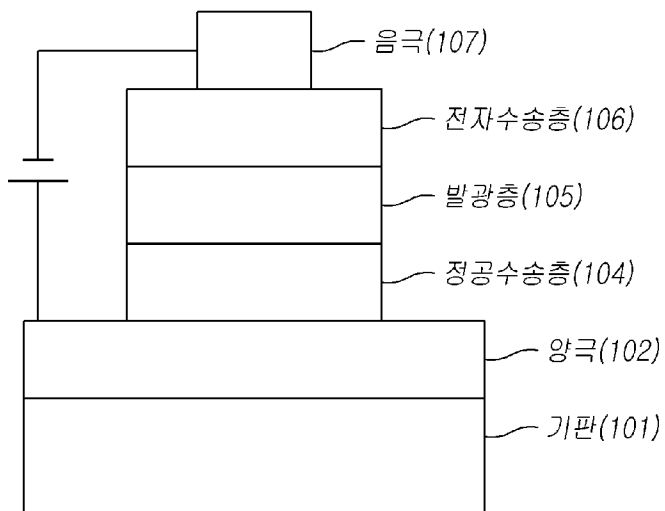 음극(107)
전자수송층(106)
발광층(105)
정공수송층(104)
양극(102)
기판(101)